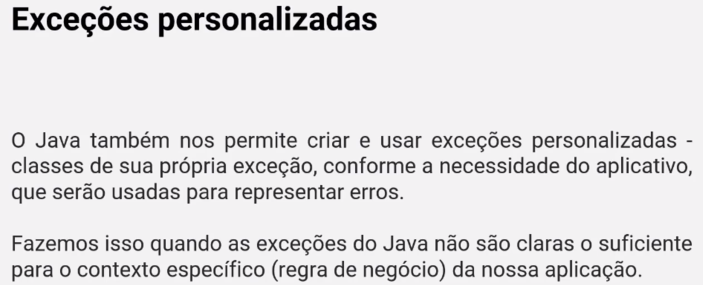 Exceções personalizadas
O Java também nos permite criar e usar exceções personalizadas -
classes de sua própria exceção, conforme a necessidade do aplicativo,
que serão usadas para representar erros.
Fazemos isso quando as exceções do Java não são claras o suficiente
para o contexto específico (regra de negócio) da nossa aplicação.